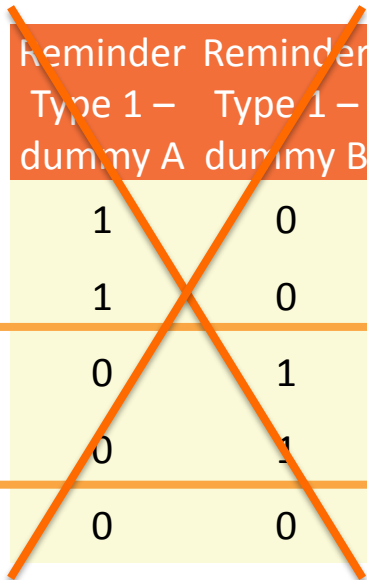 Reminder Reminder
Type 1 – Type 1 –
dummy A dummy B
1 0
1 0
0 1
0 1
0 0